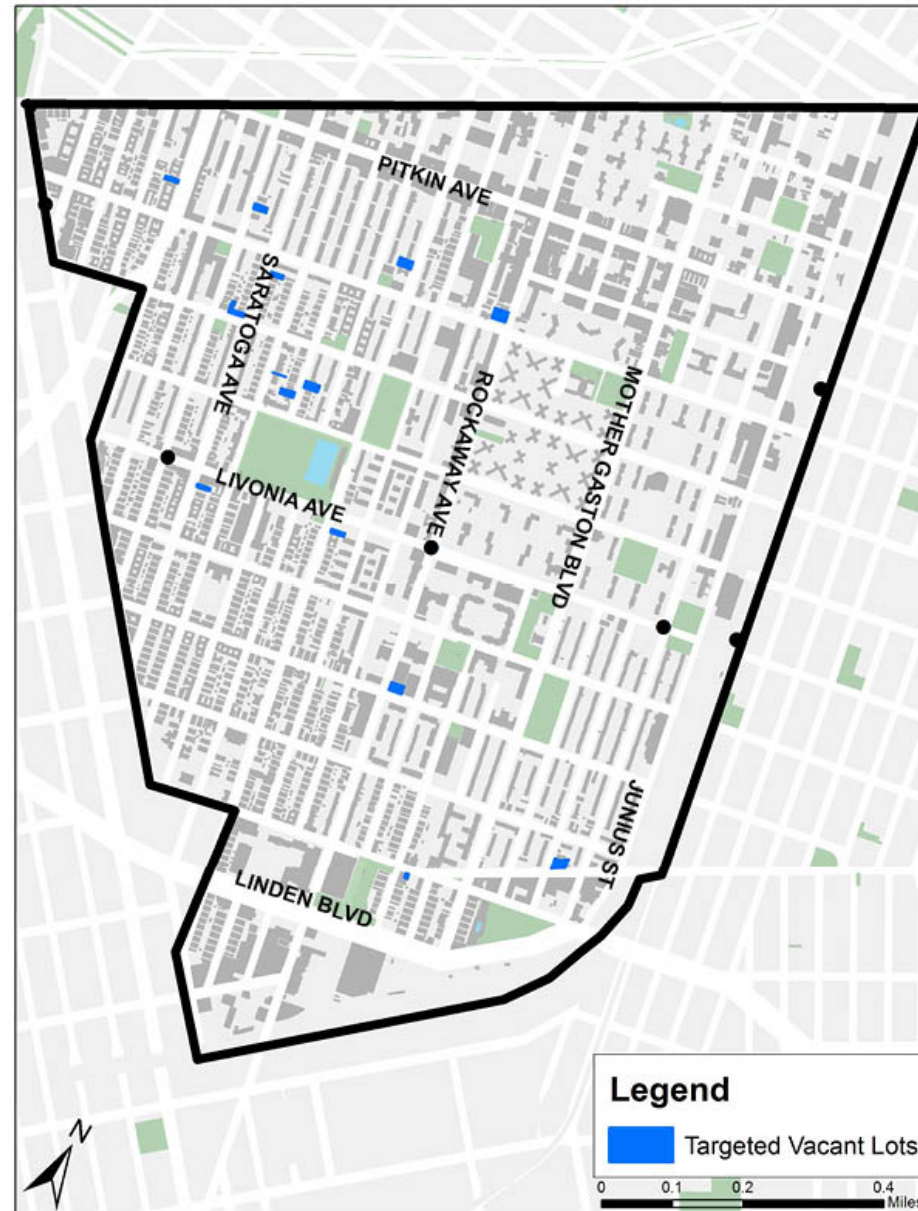 PITKIN AVE
SARATOGA AVE
ROCKAWAY AVE
MOTHER GASTON BLVD
LIVONIA AVE
JUNIUS ST
LINDEN BLVD
N
Legend
Targeted Vacant Lots
0 0.1 0.2 0.4
Miles